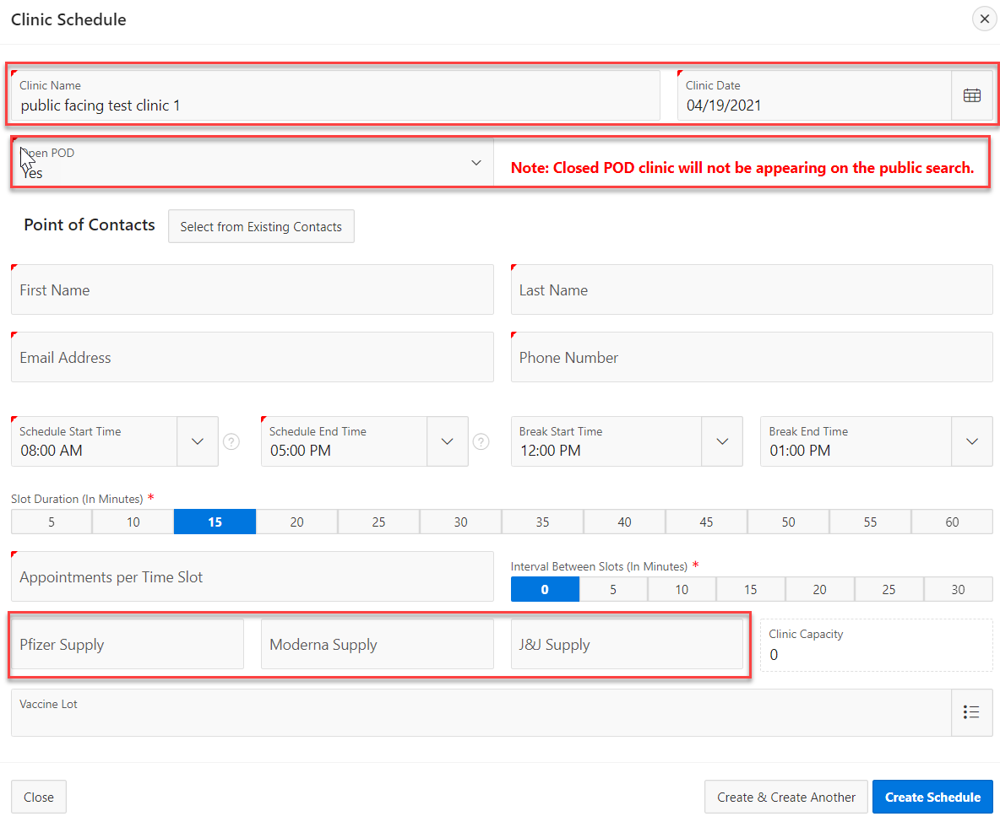 Clinic Schedule
Clinic Name
public facing test clinic 1
Clinic Date
04/19/2021
Open POD
Yes
Note: Closed POD clinic will not be appearing on the public search.
Point of Contacts
Select from Existing Contacts
First Name
Last Name
Email Address
Phone Number
Schedule Start Time
08:00 AM
?
Schedule End Time
05:00 PM
?
Break Start Time
12:00 PM
Break End Time
01:00 PM
Slot Duration (In Minutes) *
5 10 15 20 25 30 35 40 45 50 55 60
Appointments per Time Slot
Interval Between Slots (In Minutes) *
0 5 10 15 20 25 30
Pfizer Supply
Moderna Supply
J&J Supply
Clinic Capacity
0
Vaccine Lot
Close
Create & Create Another
Create Schedule